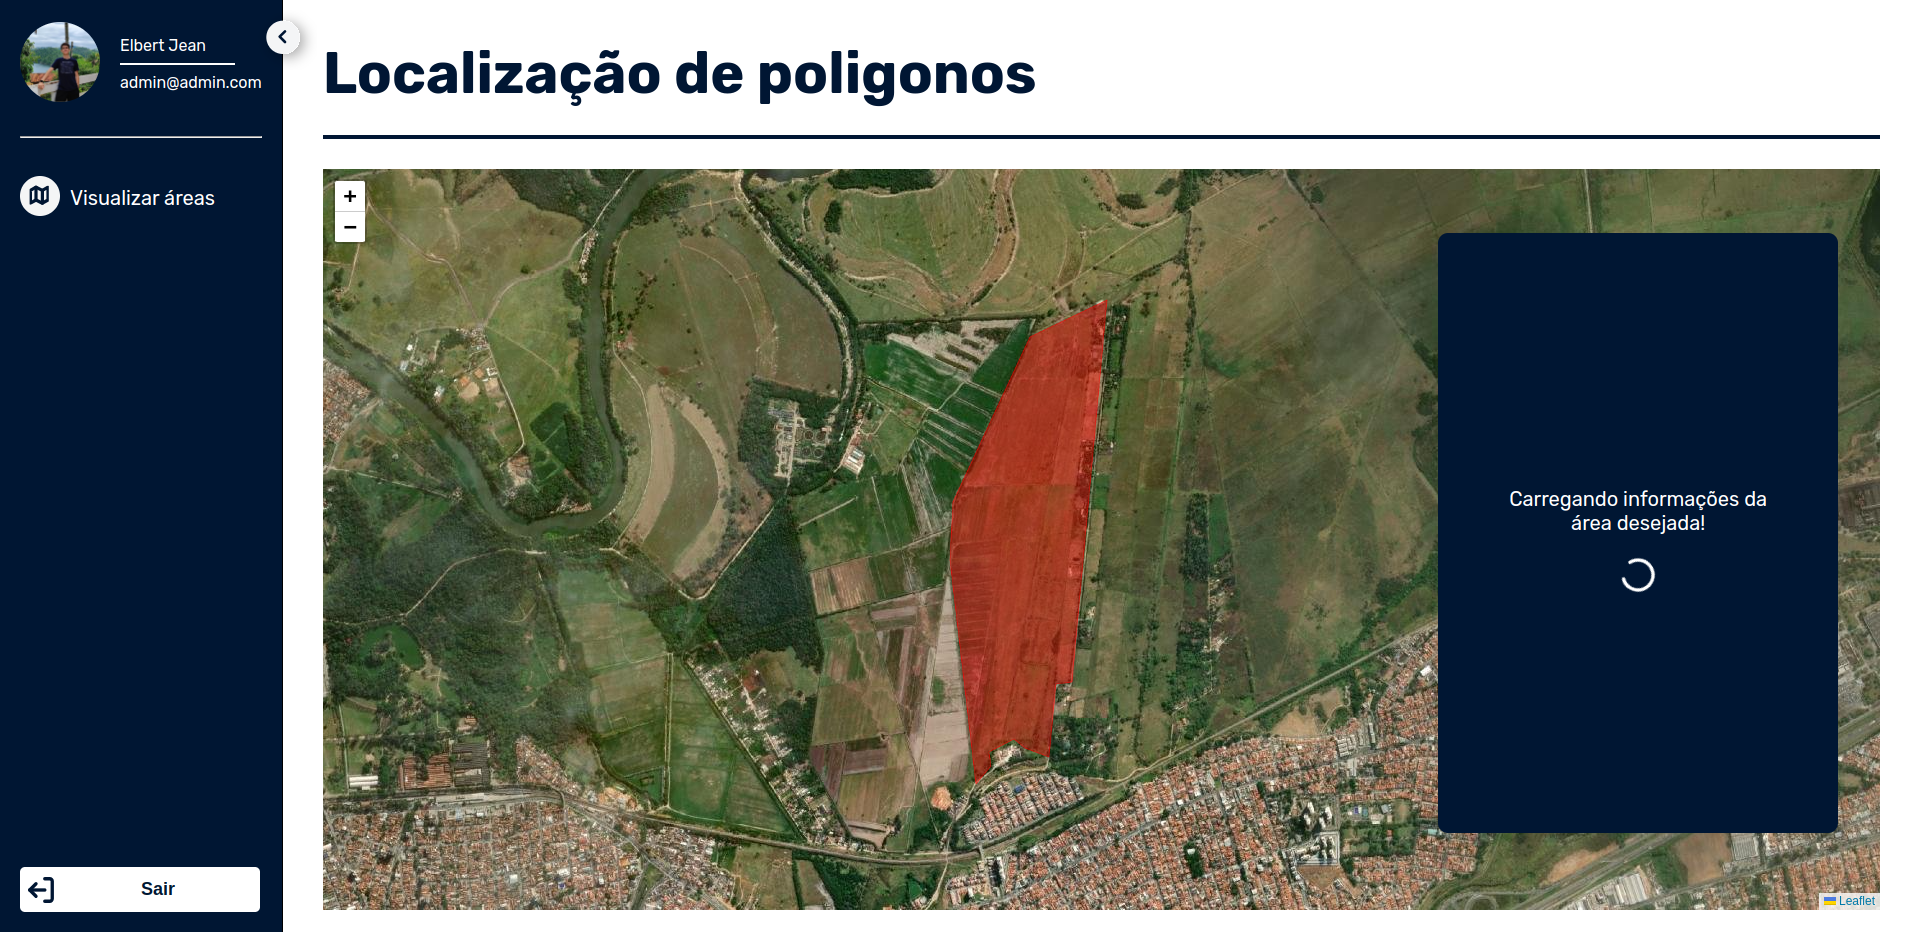 Elbert Jean
admin@admin.com
Visualizar áreas
Sair
Localização de poligonos
+
−
Carregando informações da
área desejada!
Leaflet